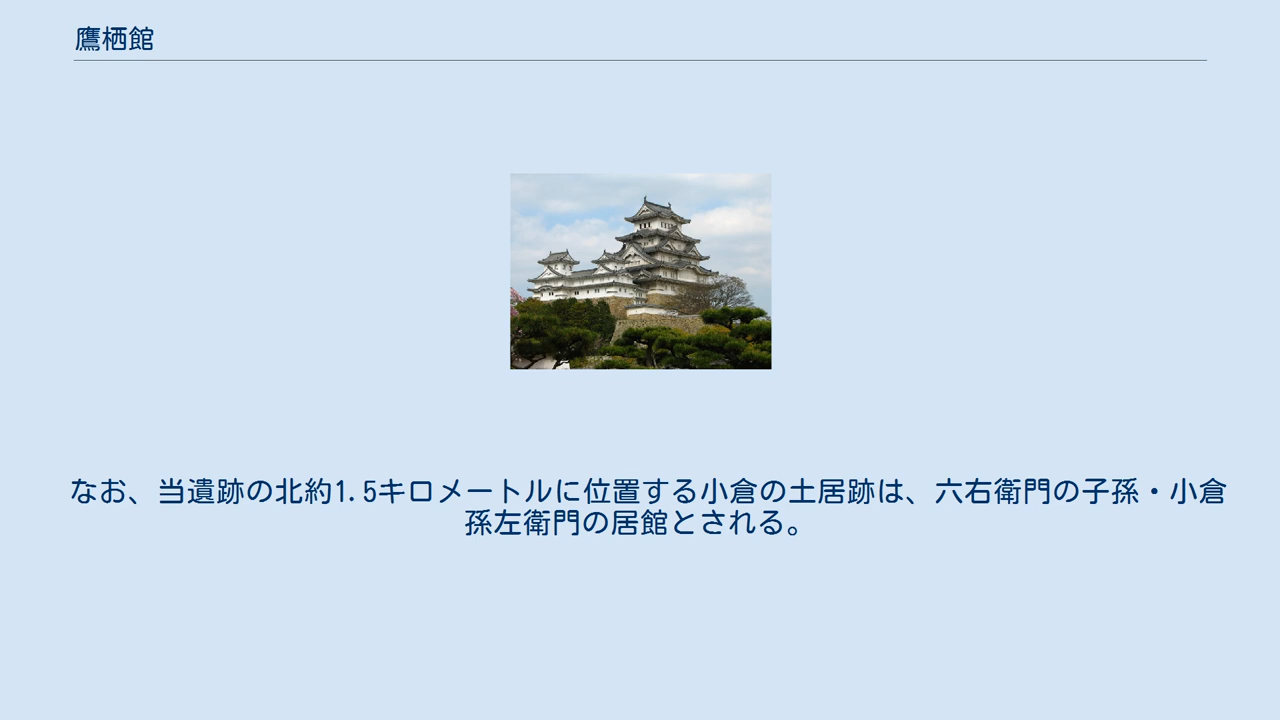 鷹栖館
なお、当遺跡の北約1.5キロメートルに位置する小倉の土居跡は、六右衛門の子孫・小倉
孫左衛門の居館とされる。